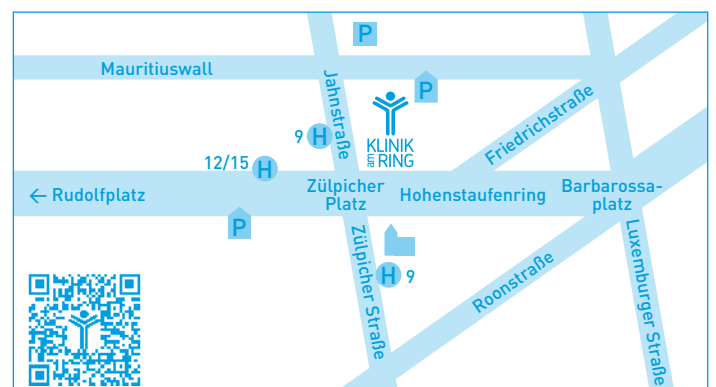 P
Mauritiuswall
Jahnstraße
P
Friedrichstraße
9 H
KLINIK
am RING
12/15 H
← Rudolfplatz
Zülpicher
Platz
Hohenstaufenring
Barbarossa-
platz
P
Zülpicher Straße
H 9
Roonstraße
Luxemburger Straße